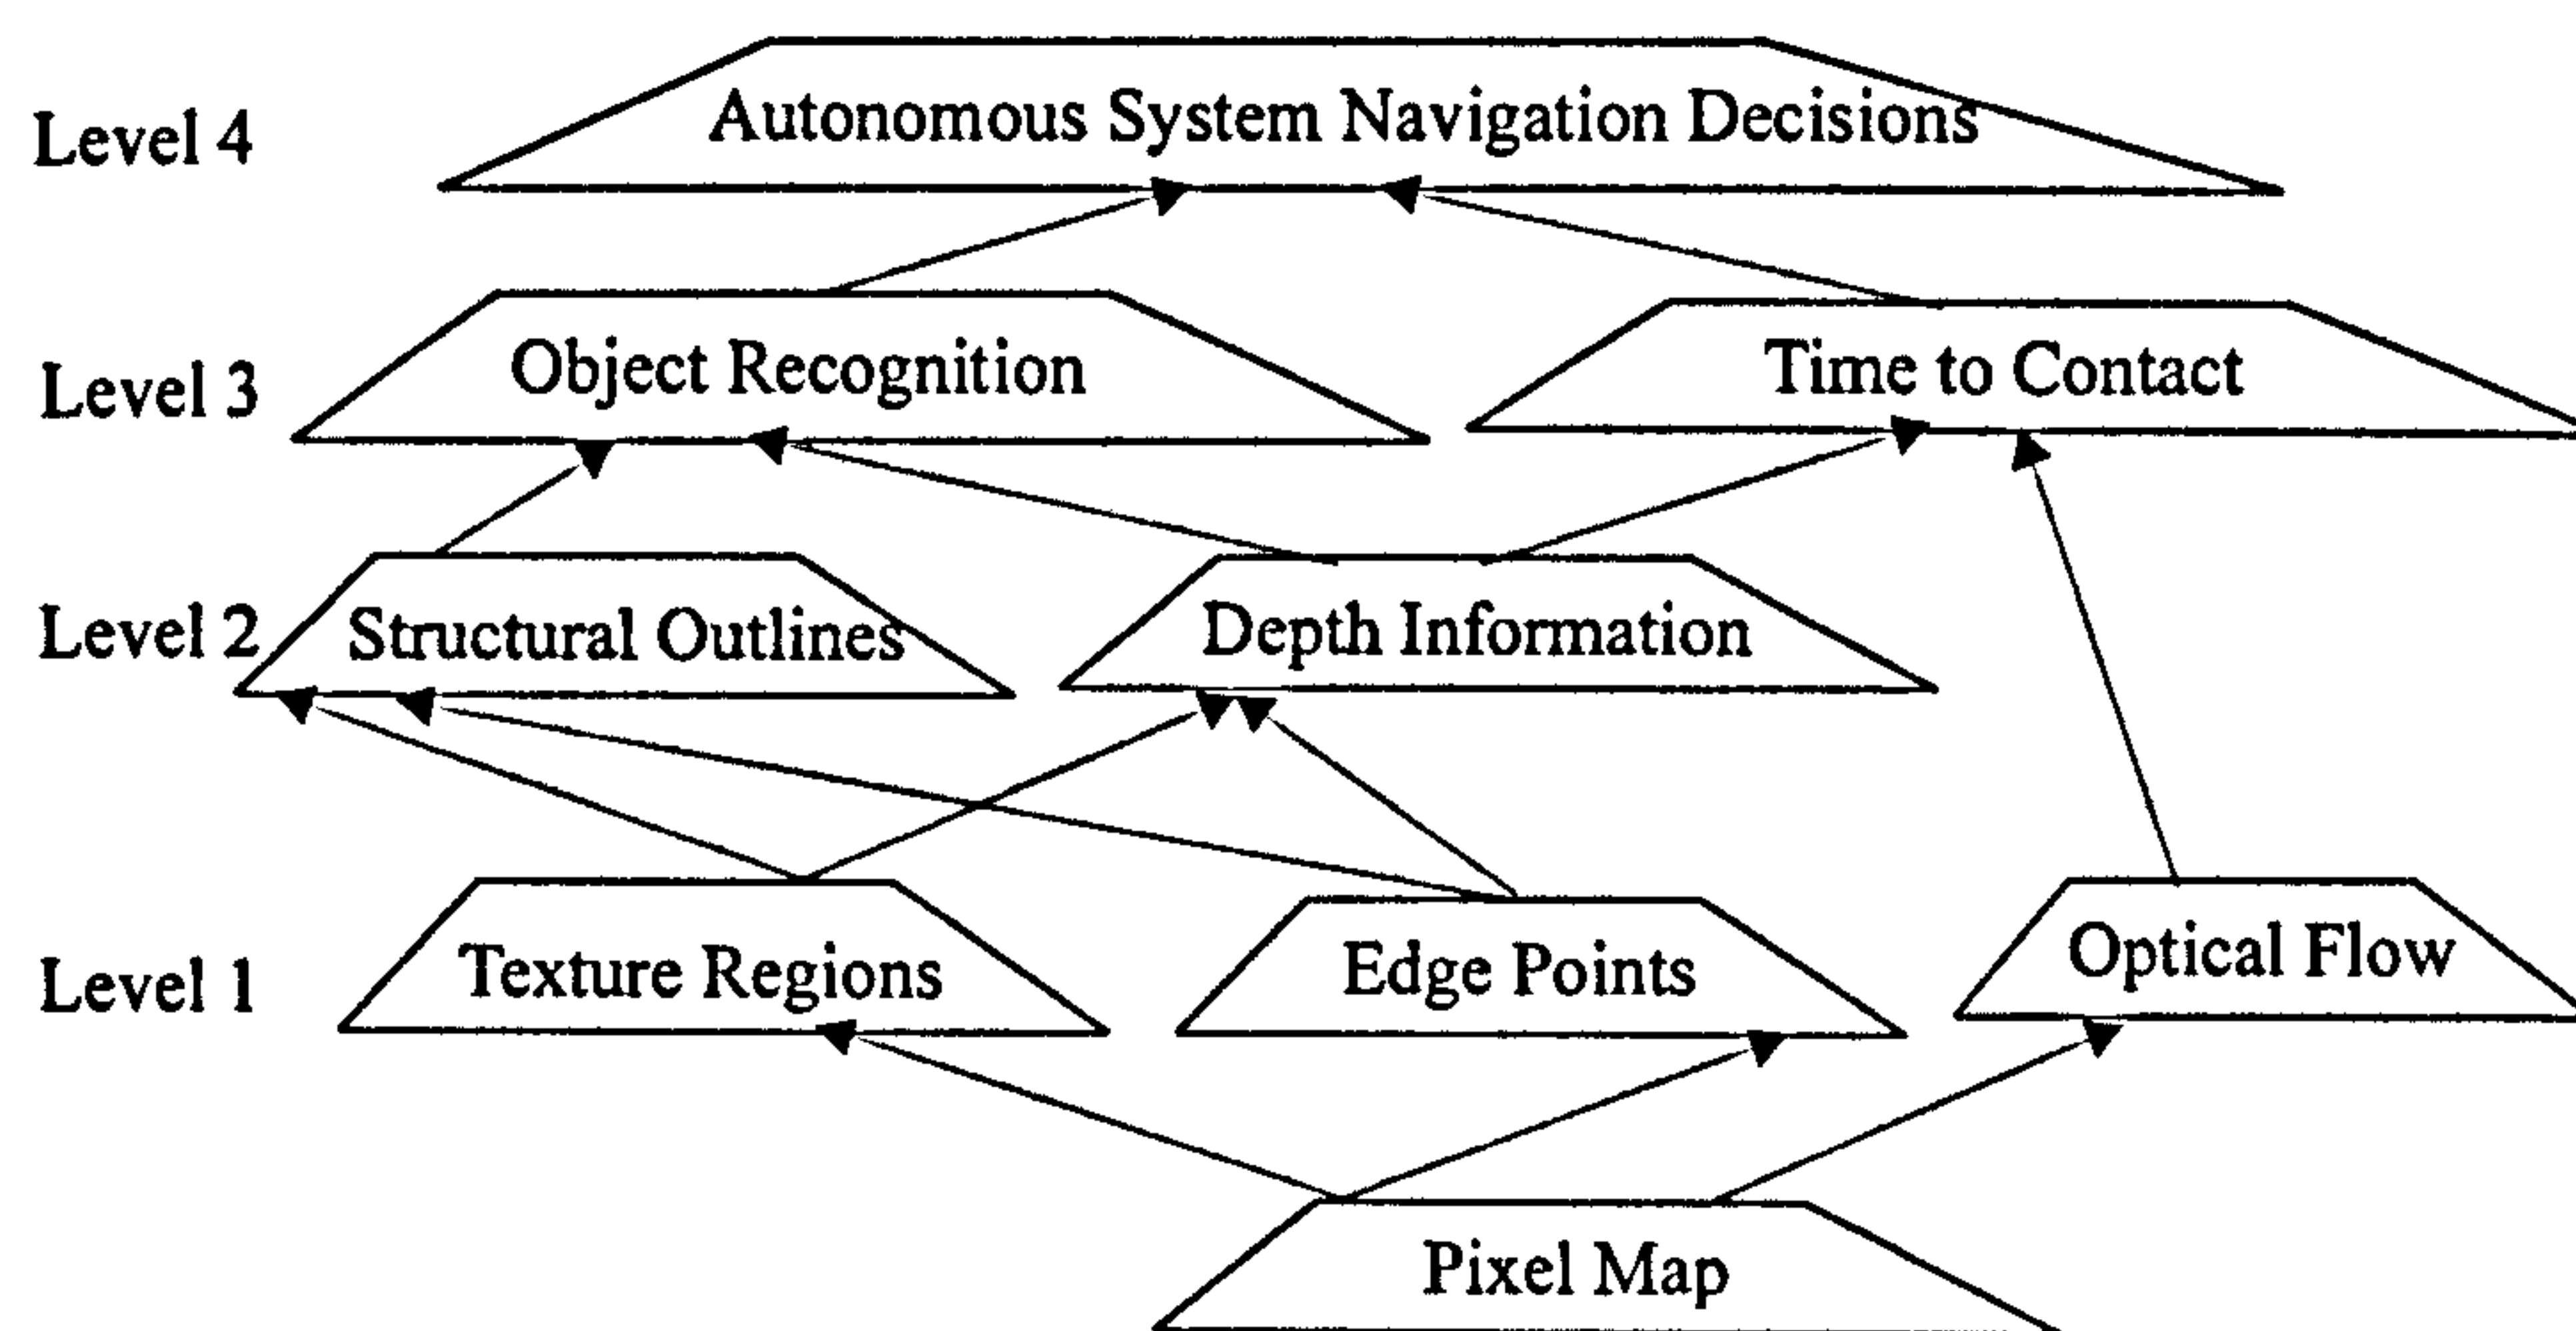 Level 4
Autonomous System Navigation Decisions
Level 3
Object Recognition
Time to Contact
Level 2
Structural Outlines
Depth Information
Level 1
Texture Regions
Edge Points
Optical Flow
Pixel Map